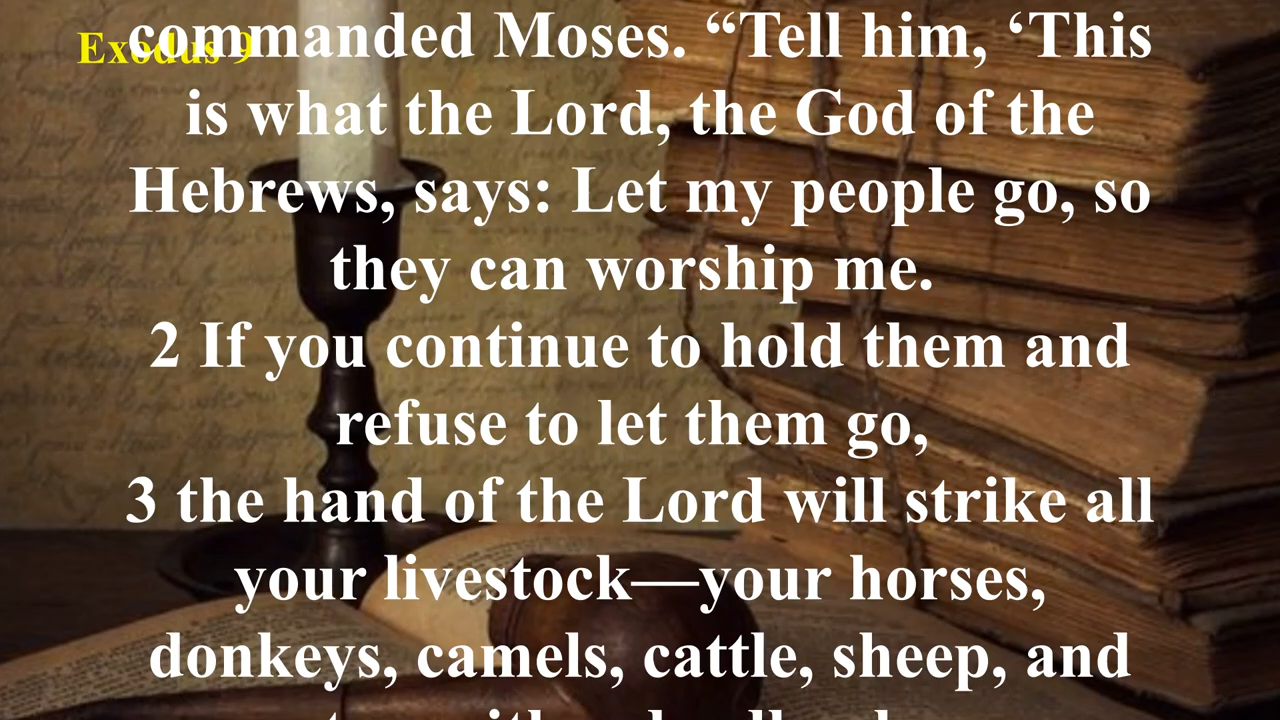 Exodus 9
commanded Moses. “Tell him, ‘This
is what the Lord, the God of the
Hebrews, says: Let my people go, so
they can worship me.
2 If you continue to hold them and
refuse to let them go,
3 the hand of the Lord will strike all
your livestock—your horses,
donkeys, camels, cattle, sheep, and